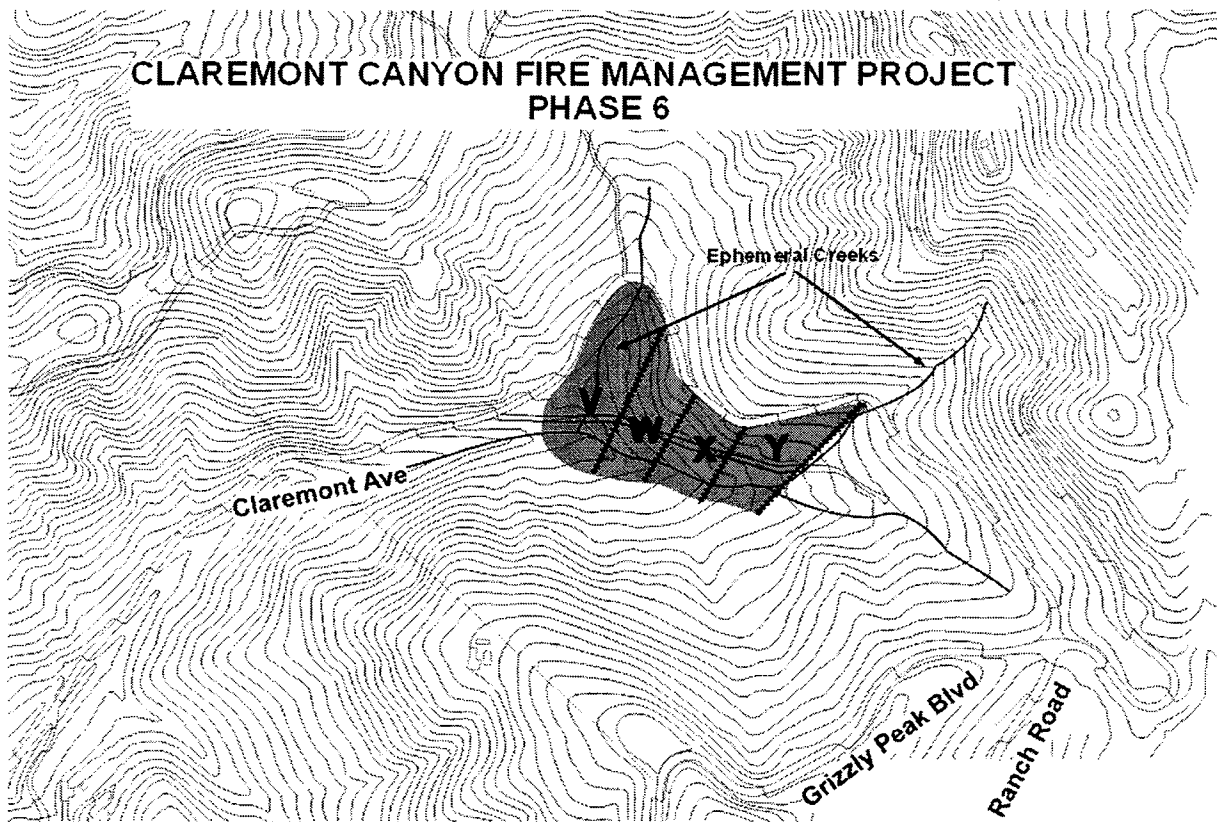 CLAREMONT CANYON FIRE MANAGEMENT PROJECT
PHASE 6
Ephemeral Creeks
V
W
X
Y
Claremont Ave
Grizzly Peak Blvd
Ranch Road